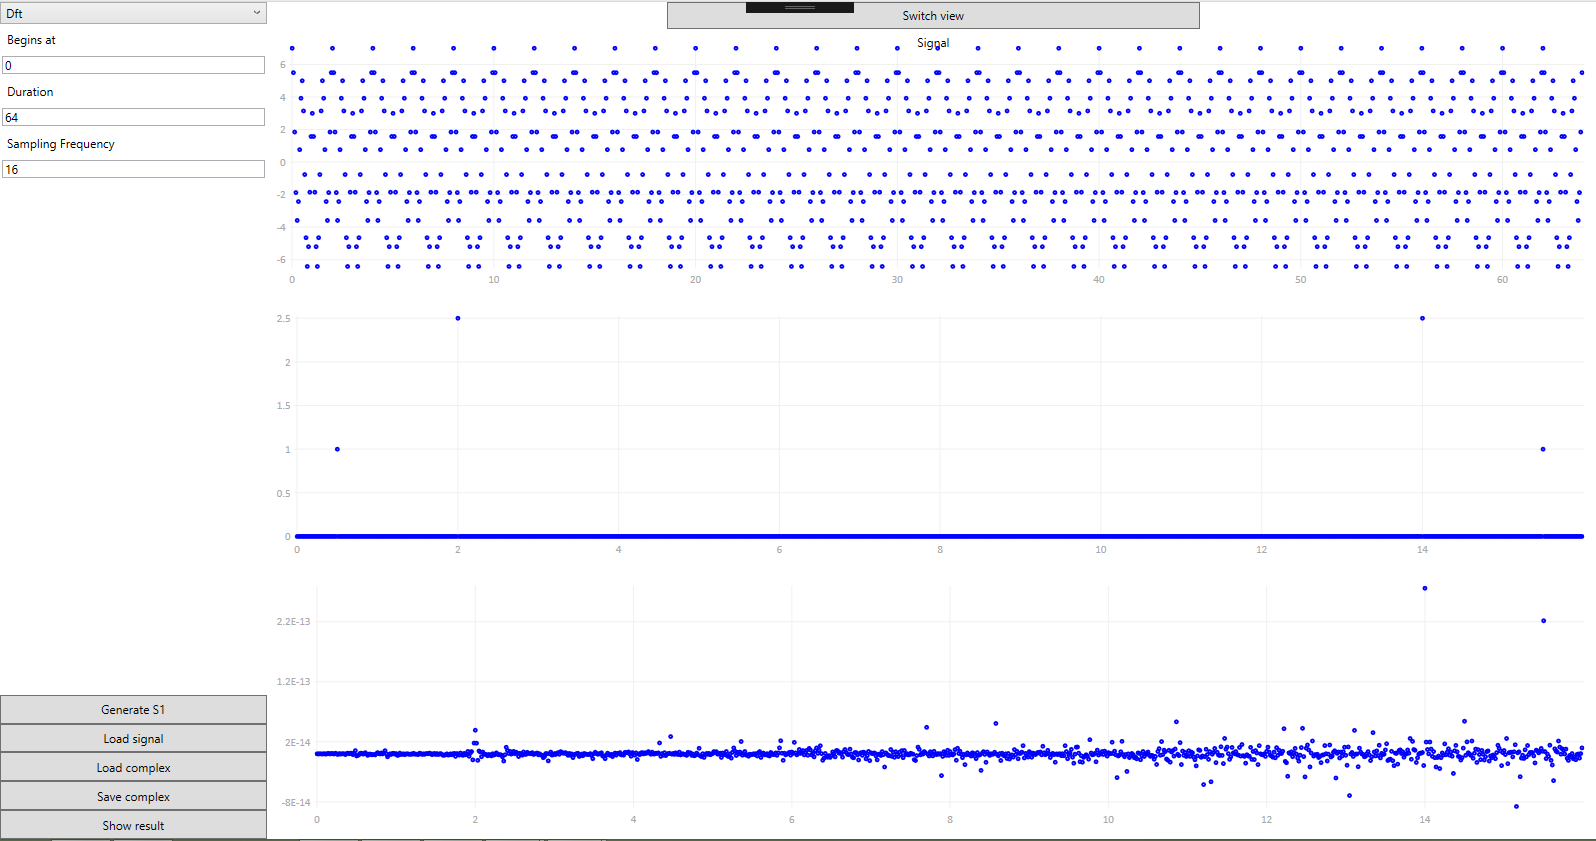 Dft
Begins at
0
Duration
64
Sampling Frequency
16
Generate S1
Load signal
Load complex
Save complex
Show result
Switch view
Signal
6
4
2
0
-2
-4
-6
0 10 20 30 40 50 60
2.5
2
1.5
1
0.5
0
0 2 4 6 8 10 12 14
2.2E-13
1.2E-13
2E-14
-8E-14
0 2 4 6 8 10 12 14